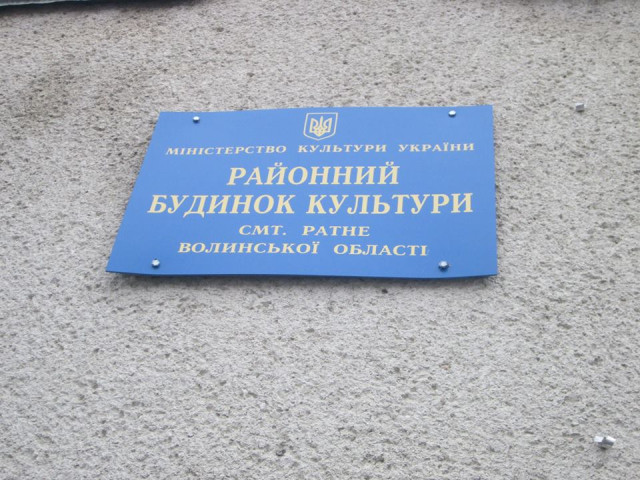 МІНІСТЕРСТВО КУЛЬТУРИ УКРАЇНИ
РАЙОННИЙ
БУДИНОК КУЛЬТУРИ
СМТ. РАТНЕ
ВОЛИНСЬКОЇ ОБЛАСТІ